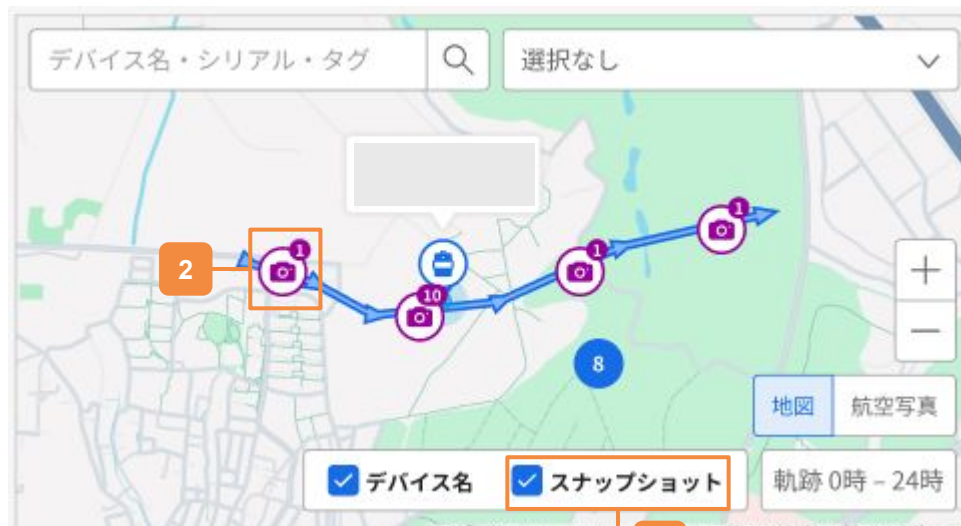 デバイス名・シリアル・タグ
選択なし
1
2
1
1
10
8
地図
航空写真
デバイス名
スナップショット
軌跡 0時 – 24時